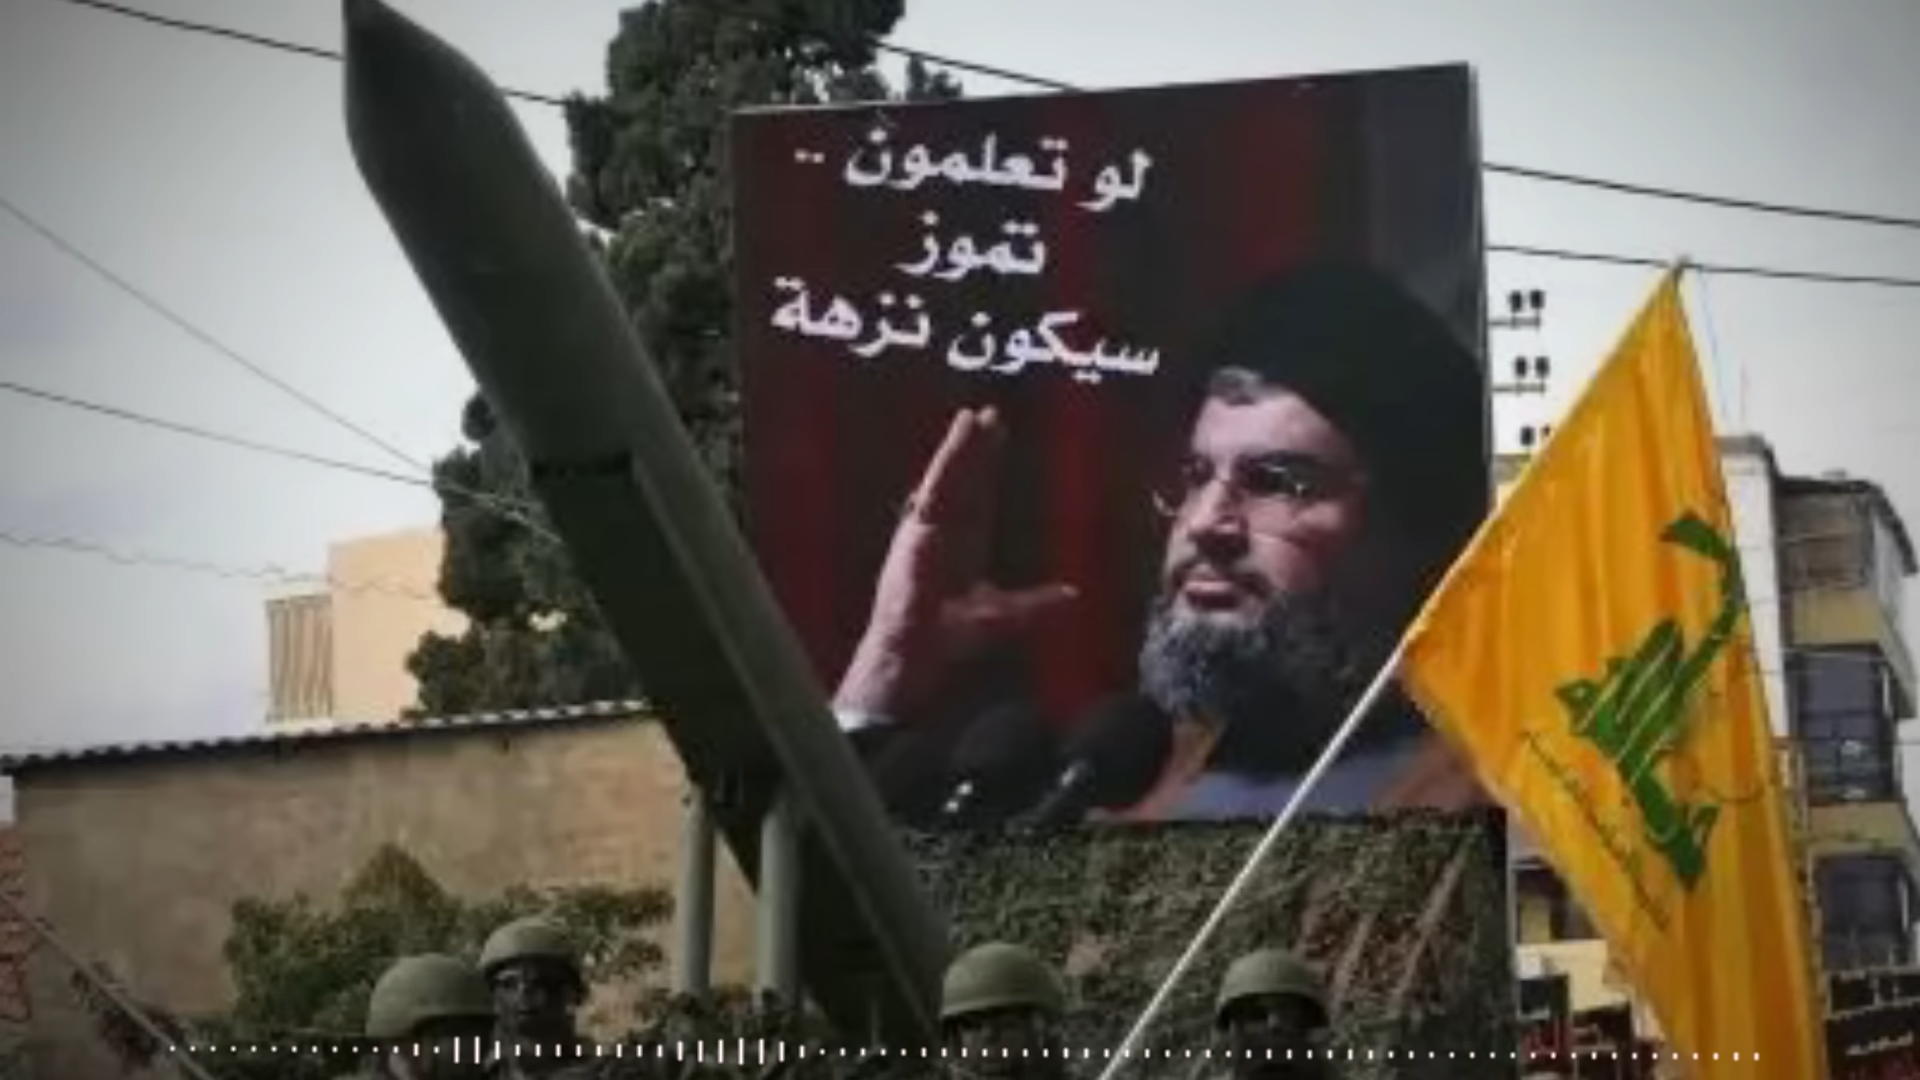 لو تعلمون ..
تموز
سيكون نزهة